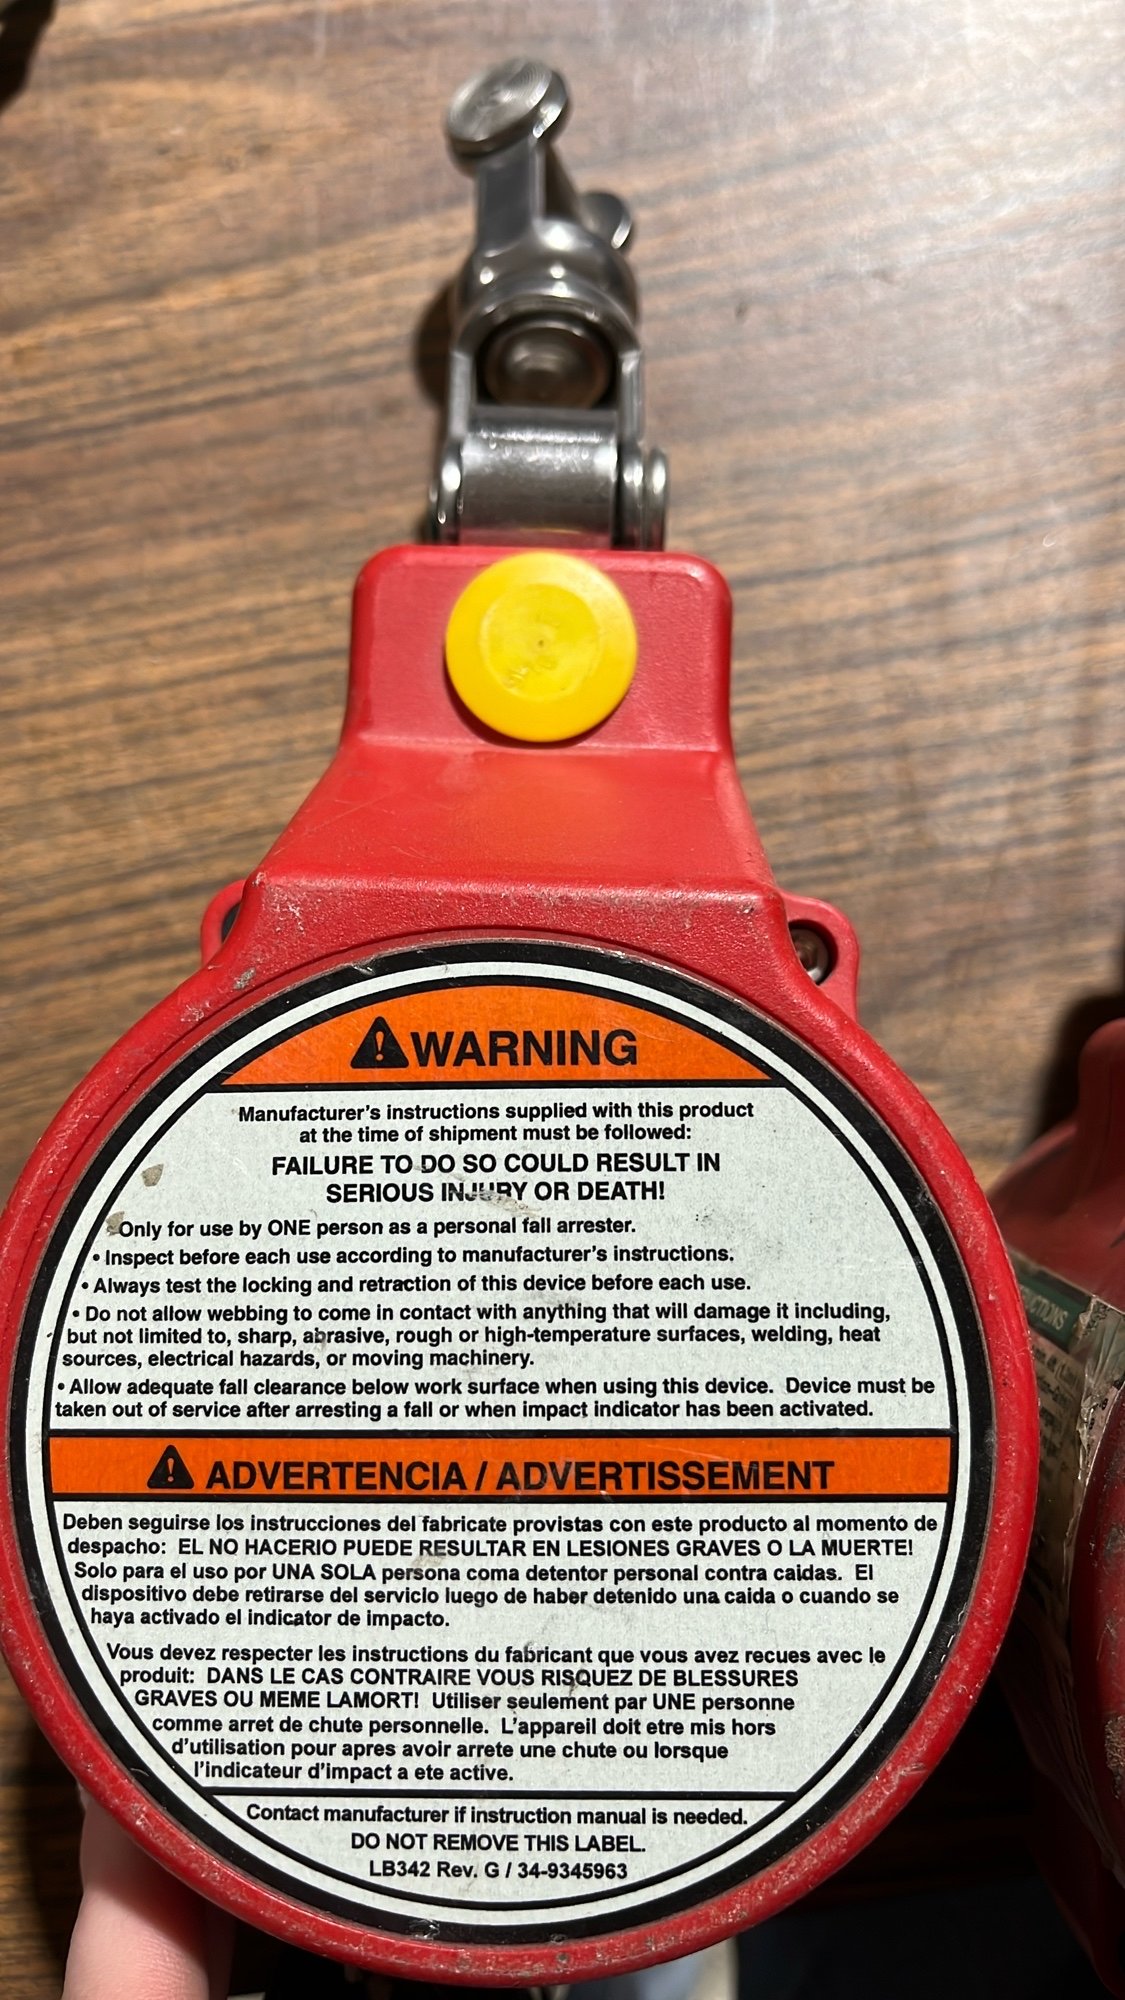 WARNING
Manufacturer's instructions supplied with this product
at the time of shipment must be followed:
FAILURE TO DO SO COULD RESULT IN
SERIOUS INJURY OR DEATH!
Only for use by ONE person as a personal fall arrester.
• Inspect before each use according to manufacturer's instructions.
• Always test the locking and retraction of this device before each use.
• Do not allow webbing to come in contact with anything that will damage it including,
but not limited to, sharp, abrasive, rough or high-temperature surfaces, welding, heat
sources, electrical hazards, or moving machinery.
• Allow adequate fall clearance below work surface when using this device. Device must be
taken out of service after arresting a fall or when impact indicator has been activated.
ADVERTENCIA / ADVERTISSEMENT
Deben seguirse los instrucciones del fabricate provistas con este producto al momento de
despacho: EL NO HACERIO PUEDE RESULTAR EN LESIONES GRAVES O LA MUERTE!
Solo para el uso por UNA SOLA persona coma detentor personal contra caidas. El
dispositivo debe retirarse del servicio luego de haber detenido una caida o cuando se
haya activado el indicator de impacto.
Vous devez respecter les instructions du fabricant que vous avez recues avec le
produit: DANS LE CAS CONTRAIRE VOUS RISQUEZ DE BLESSURES
GRAVES OU MEME LAMORT! Utiliser seulement par UNE personne
comme arret de chute personnelle. L'appareil doit etre mis hors
d'utilisation pour apres avoir arrete une chute ou lorsque
l'indicateur d'impact a ete active.
Contact manufacturer if instruction manual is needed.
DO NOT REMOVE THIS LABEL.
LB342 Rev. G / 34-9345963